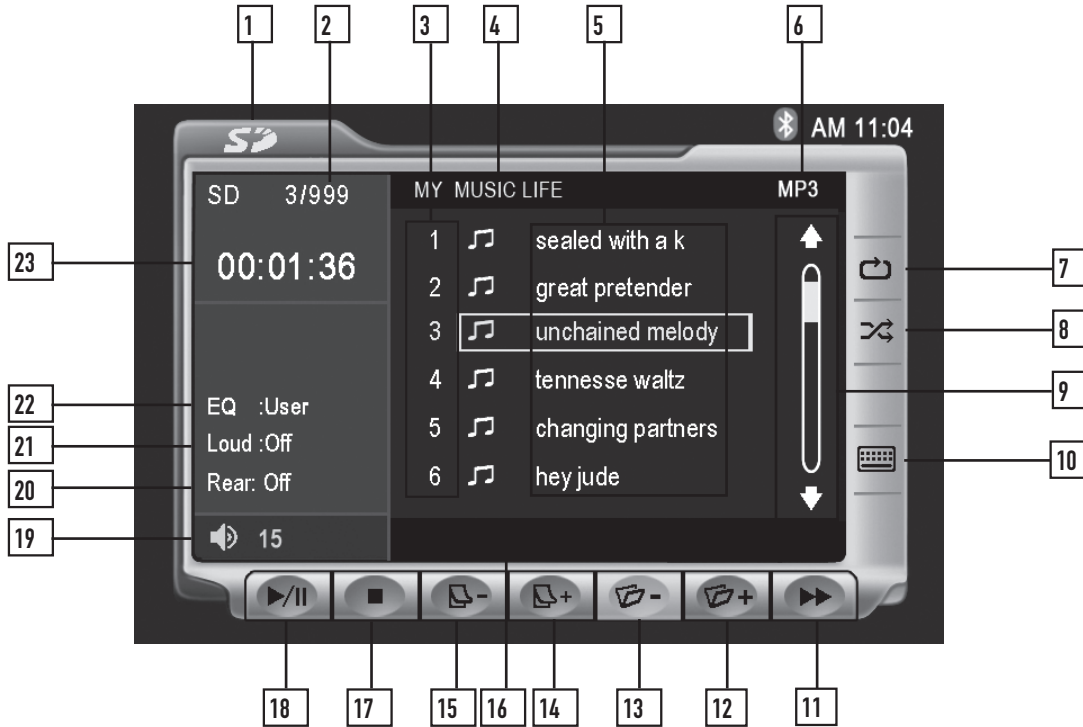 1 2 3 4 5 6
SD AM 11:04
SD 3/999 MY MUSIC LIFE MP3
00:01:36
1 sealed with a k
2 great pretender
3 unchained melody
4 tennesse waltz
5 changing partners
6 hey jude
EQ :User
Loud :Off
Rear: Off
15
23
22
21
20
19
7
8
9
10
18 17 15 16 14 13 12 11